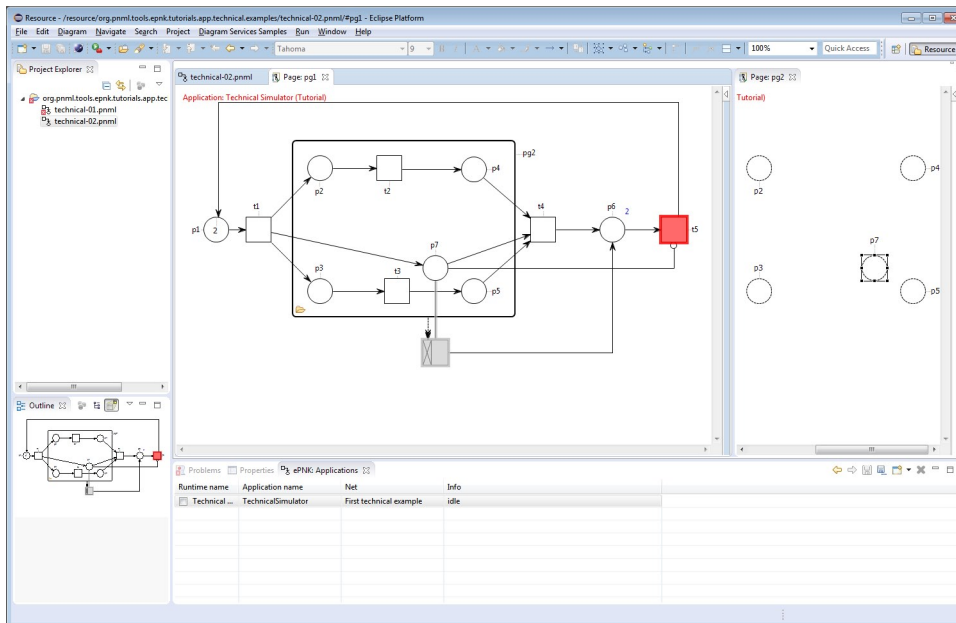 Resource - /resource/org.pnml.tools.epnk.tutorials.app.technical.examples/technical-02.pnml/#pg1 - Eclipse Platform
File Edit Diagram Navigate Search Project Diagram Services Samples Run Window Help
Tahoma 9 100% Quick Access Resource
Project Explorer
org.pnml.tools.epnk.tutorials.app.tec
technical-01.pnml
technical-02.pnml
technical-02.pnml Page: pg1
Application: Technical Simulator (Tutorial)
pg2
p2
t2
p4
t1
t4
p6
2
p1
2
t5
p7
p3
t3
p5
Page: pg2
Tutorial)
p2
p4
p7
p3
p5
Outline
Problems Properties ePNK: Applications
Runtime name Application name Net Info
Technical ... TechnicalSimulator First technical example idle